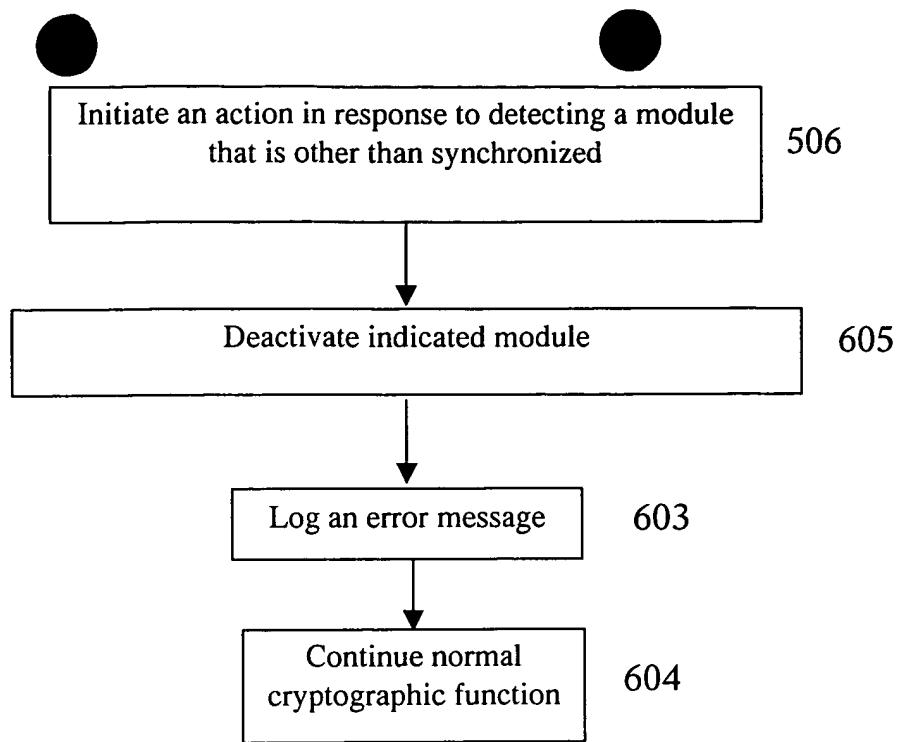 Initiate an action in response to detecting a module
that is other than synchronized
506
Deactivate indicated module
605
Log an error message
603
Continue normal
cryptographic function
604